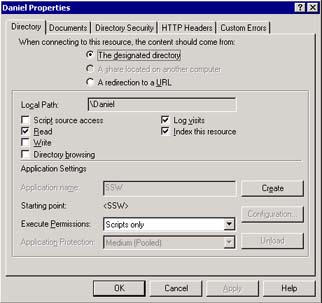 Daniel Properties
Directory Documents Directory Security HTTP Headers Custom Errors
When connecting to this resource, the content should come from:
The designated directory
A share located on another computer
A redirection to a URL
Local Path: \Daniel
Script source access Log visits
Read Index this resource
Write
Directory browsing
Application Settings
Application name: SSW Create
Starting point: <SSW> Configuration...
Execute Permissions: Scripts only
Application Protection: Medium (Pooled) Unload
OK Cancel Apply Help